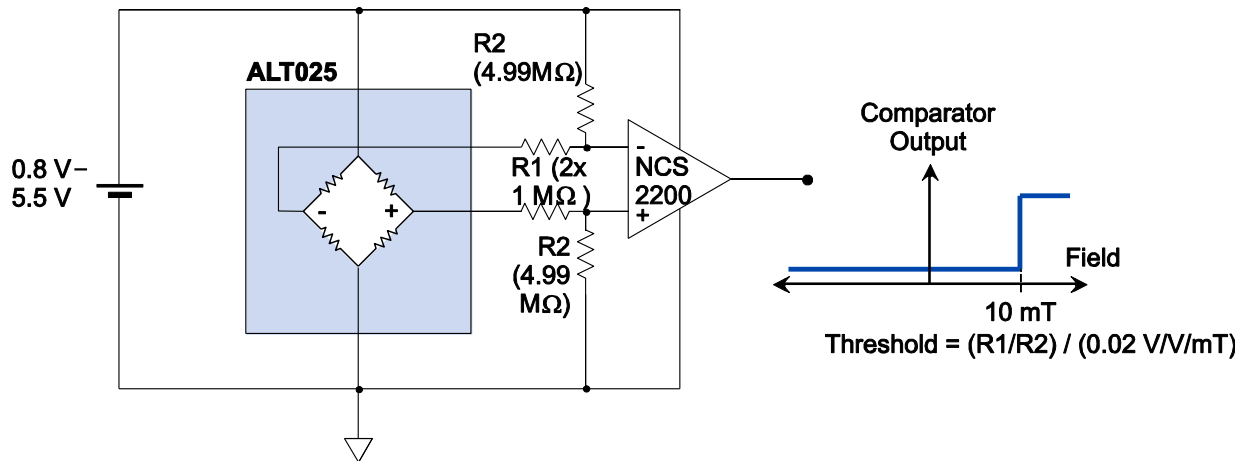 R2
(4.99MΩ)
ALT025
Comparator
Output
0.8 V–
5.5 V
R1 (2x
1 MΩ )
-
NCS
2200
+
-
+
R2
(4.99
MΩ)
Field
10 mT
Threshold = (R1/R2) / (0.02 V/V/mT)